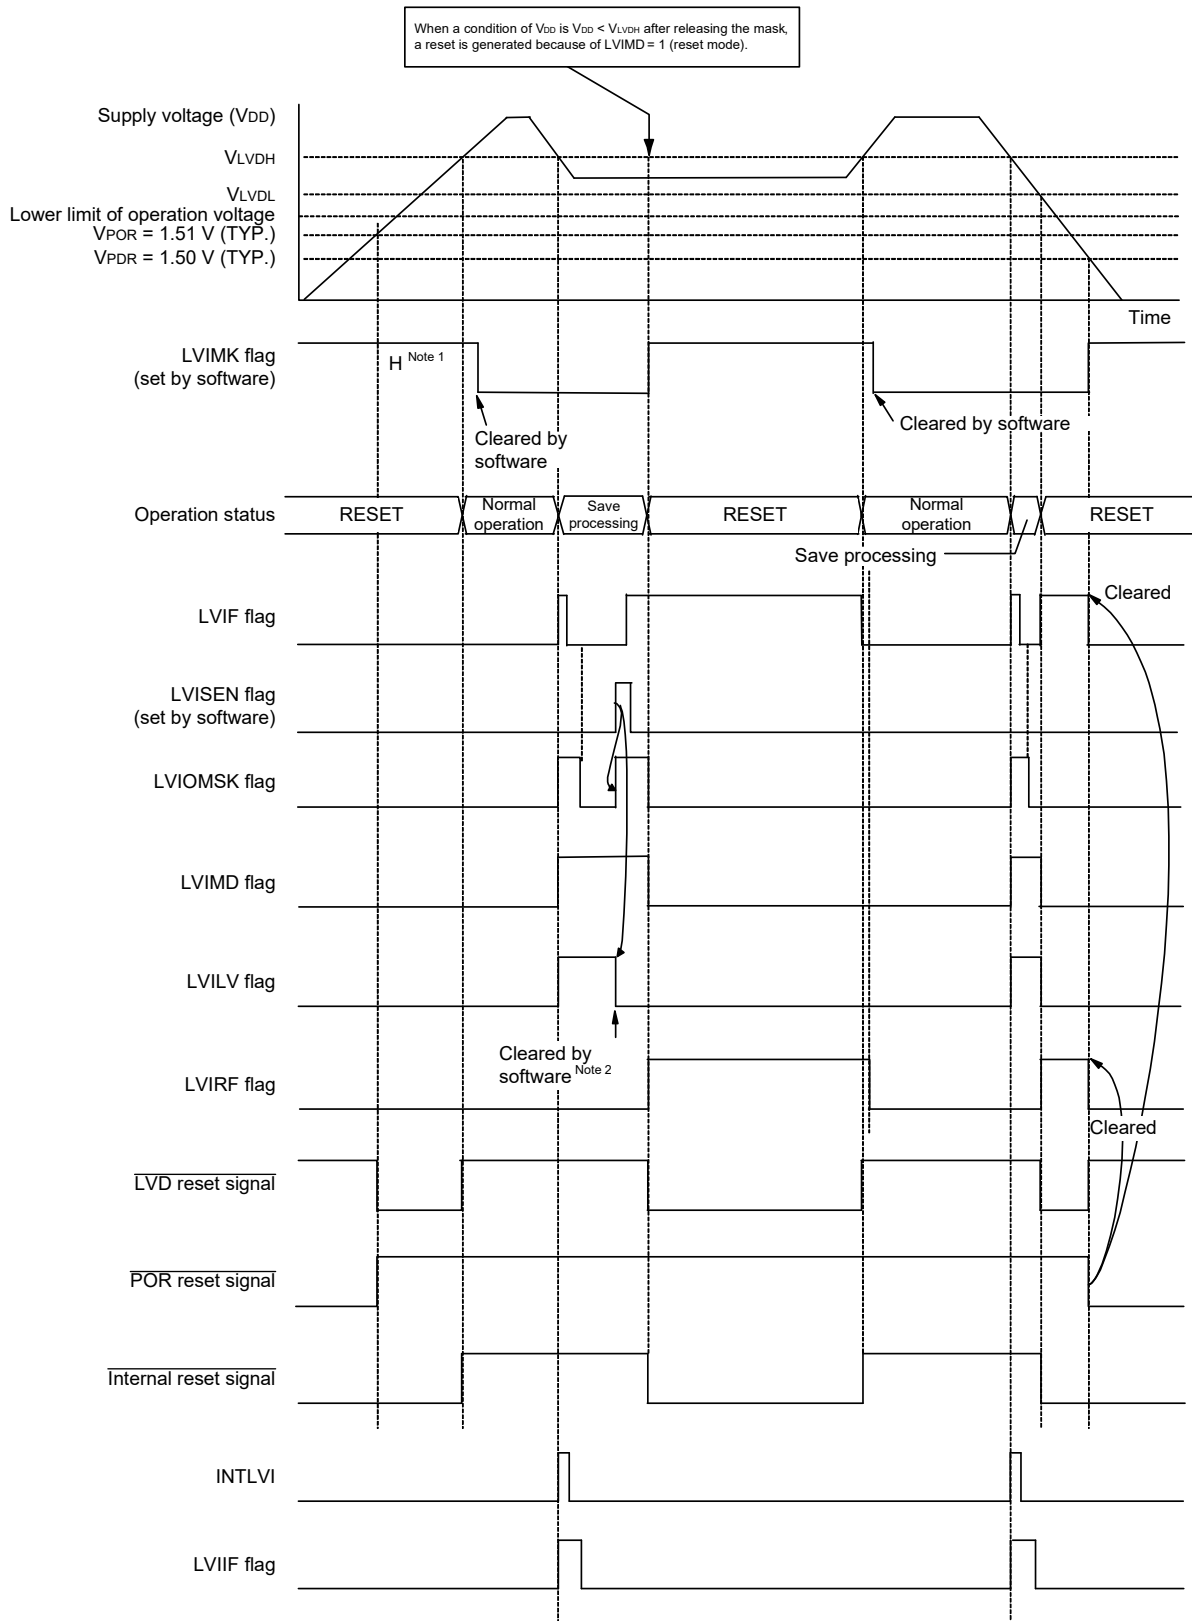 When a condition of VDD is VDD < VLVDH after releasing the mask,
a reset is generated because of LVIMD = 1 (reset mode).
Supply voltage (VDD)
VLVDH
VLVDL
Lower limit of operation voltage
VPOR = 1.51 V (TYP.)
VPDR = 1.50 V (TYP.)
Time
LVIMK flag
(set by software)
H Note 1
Cleared by
software
Cleared by software
Operation status
RESET
Normal
operation
Save
processing
RESET
Normal
operation
RESET
Save processing
LVIF flag
Cleared
LVISEN flag
(set by software)
LVIOMSK flag
LVIMD flag
LVILV flag
Cleared by
software Note 2
LVIRF flag
Cleared
LVD reset signal
POR reset signal
Internal reset signal
INTLVI
LVIIF flag